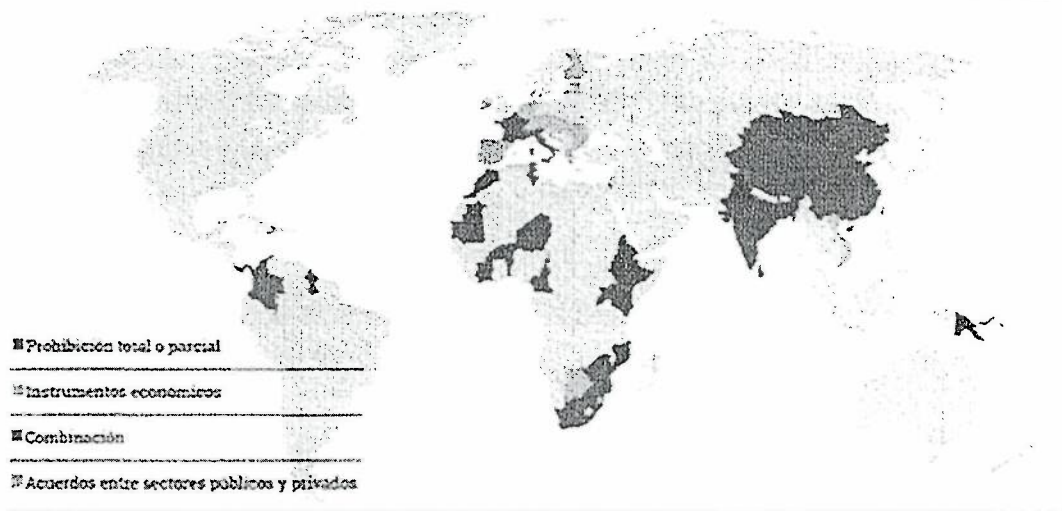 Prohibición total o parcial
Instrumentos económicos
Combinación
Acuerdos entre sectores públicos y privados